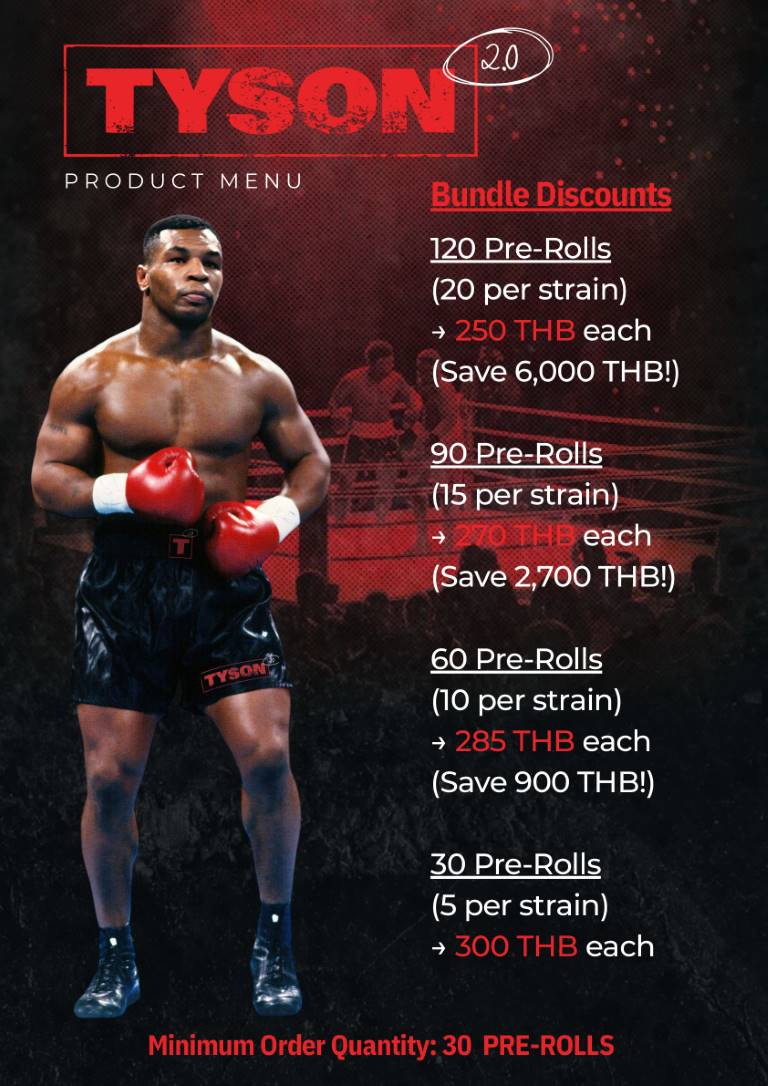 TYSON 2.0
PRODUCT MENU
Bundle Discounts
120 Pre-Rolls
(20 per strain)
→ 250 THB each
(Save 6,000 THB!)
90 Pre-Rolls
(15 per strain)
→ 270 THB each
(Save 2,700 THB!)
60 Pre-Rolls
(10 per strain)
→ 285 THB each
(Save 900 THB!)
30 Pre-Rolls
(5 per strain)
→ 300 THB each
T
TYSON
Minimum Order Quantity: 30 PRE-ROLLS